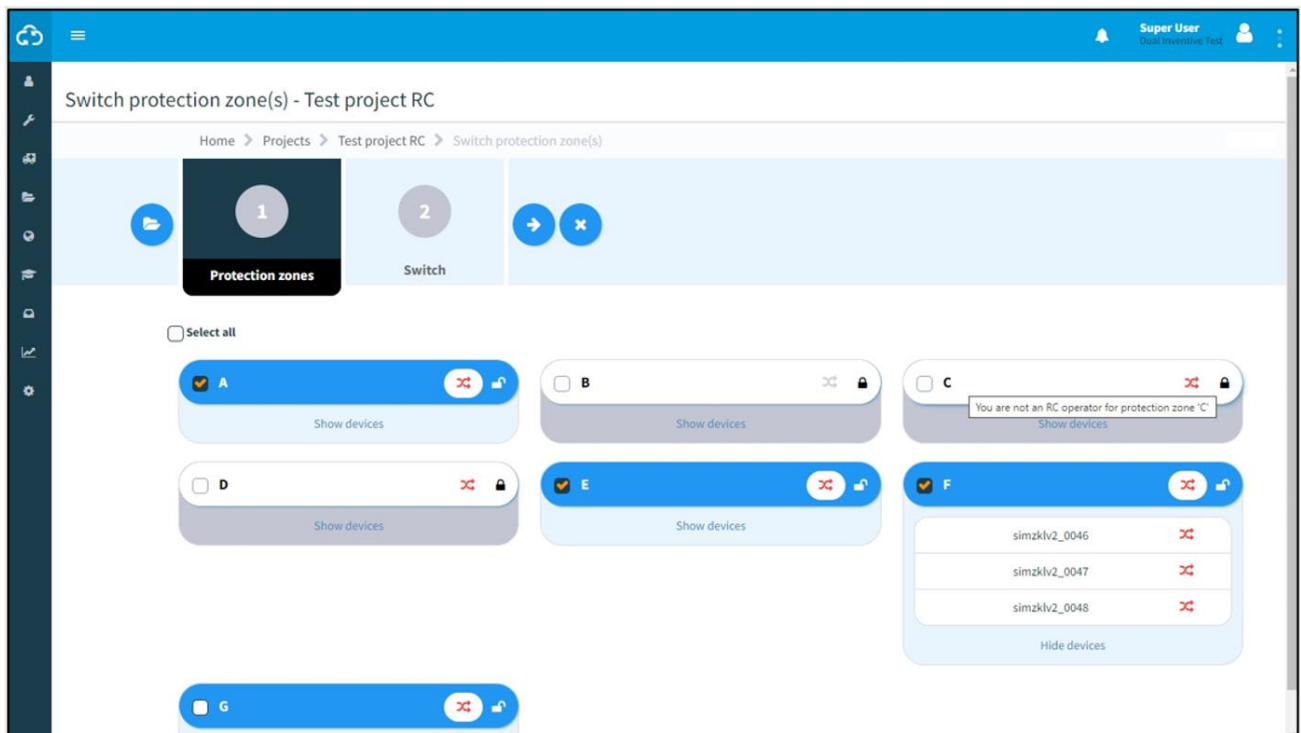 Super User
Dual Inventive Test
Switch protection zone(s) - Test project RC
Home > Projects > Test project RC > Switch protection zone(s)
1
2
Protection zones
Switch
Select all
A
B
C
You are not an RC operator for protection zone 'C'
Show devices
Show devices
Show devices
D
E
F
Show devices
Show devices
simzklv2_0046
simzklv2_0047
simzklv2_0048
Hide devices
G